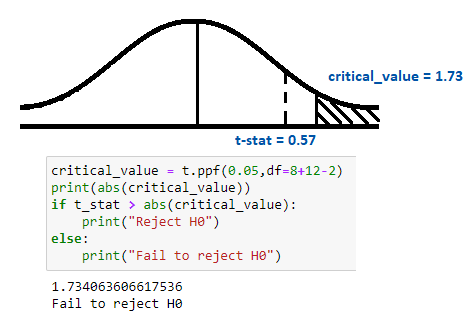 critical_value = 1.73
t-stat = 0.57
critical_value = t.ppf(0.05,df=8+12-2)
print(abs(critical_value))
if t_stat > abs(critical_value):
    print("Reject H0")
else:
    print("Fail to reject H0")
1.734063606617536
Fail to reject H0